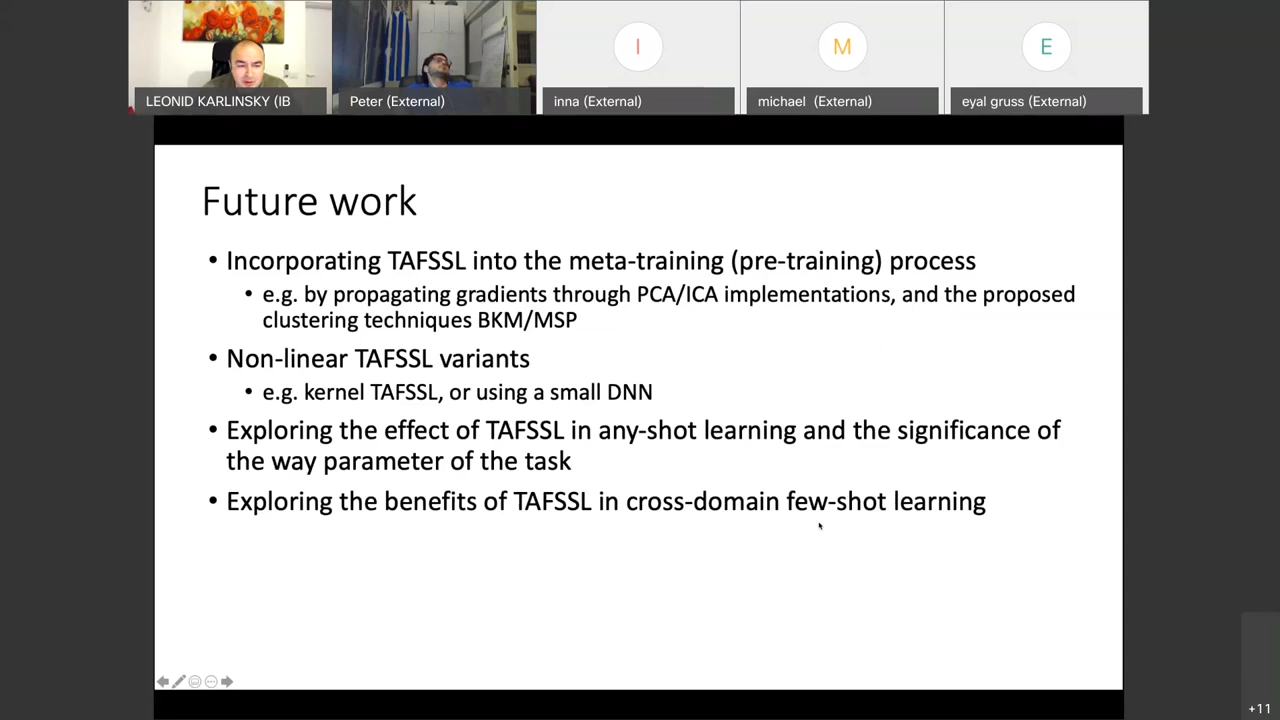 I
M
E
LEONID KARLINSKY (IB
Peter (External)
inna (External)
michael (External)
eyal gruss (External)
Future work
• Incorporating TAFSSL into the meta-training (pre-training) process
• e.g. by propagating gradients through PCA/ICA implementations, and the proposed
clustering techniques BKM/MSP
• Non-linear TAFSSL variants
• e.g. kernel TAFSSL, or using a small DNN
• Exploring the effect of TAFSSL in any-shot learning and the significance of
the way parameter of the task
• Exploring the benefits of TAFSSL in cross-domain few-shot learning
+11